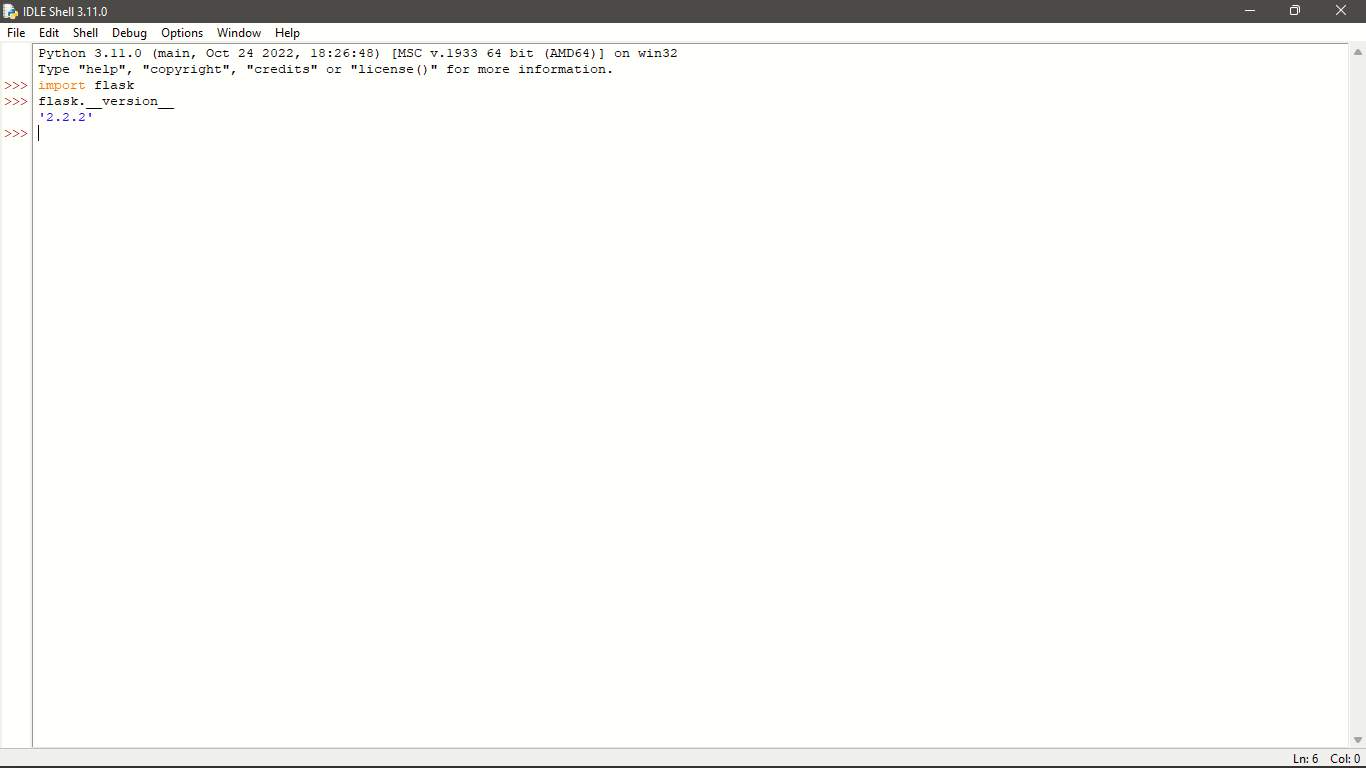 IDLE Shell 3.11.0
File Edit Shell Debug Options Window Help
Python 3.11.0 (main, Oct 24 2022, 18:26:48) [MSC v.1933 64 bit (AMD64)] on win32
Type "help", "copyright", "credits" or "license()" for more information.
>>> import flask
>>> flask.__version__
'2.2.2'
>>>
Ln: 6 Col: 0